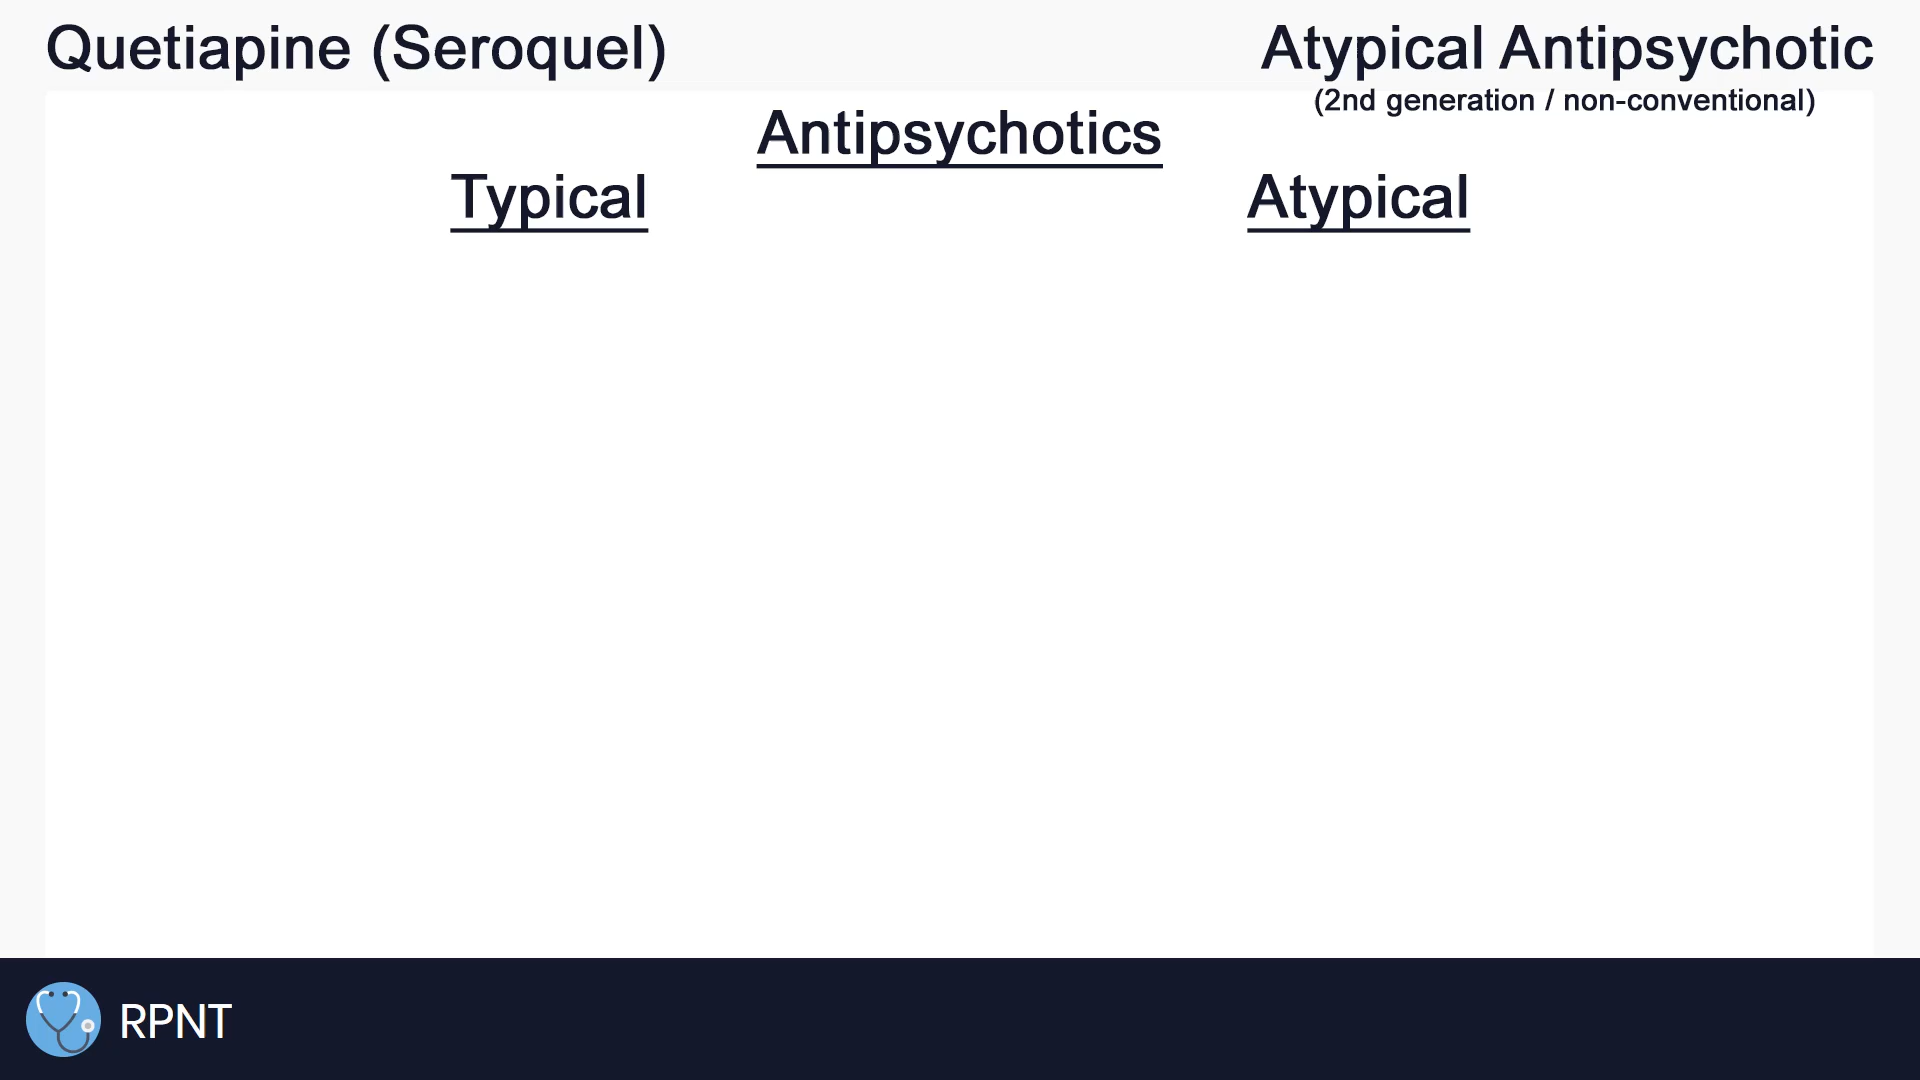 Quetiapine (Seroquel)
Atypical Antipsychotic
(2nd generation / non-conventional)
Antipsychotics
Typical
Atypical
RPNT